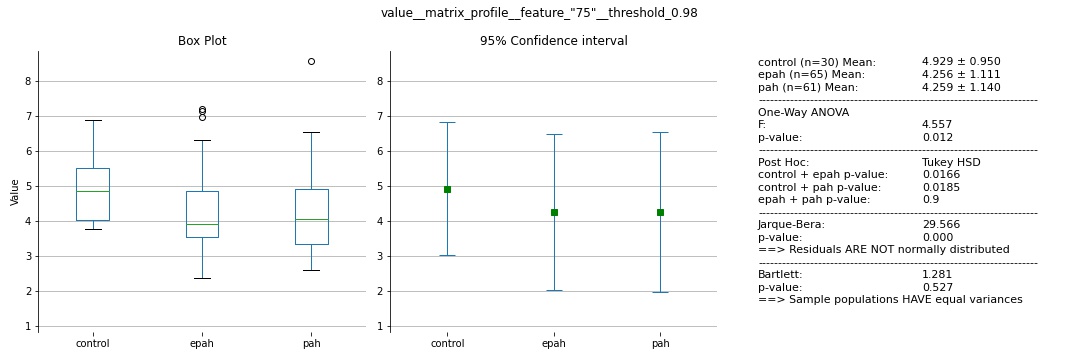 value__matrix_profile__feature_"75"__threshold_0.98
Box Plot
Value
8
7
6
5
4
3
2
1
control
epah
pah
95% Confidence interval
8
7
6
5
4
3
2
1
control
epah
pah
control (n=30) Mean: 4.929 ± 0.950
epah (n=65) Mean: 4.256 ± 1.111
pah (n=61) Mean: 4.259 ± 1.140
One-Way ANOVA
F: 4.557
p-value: 0.012
Post Hoc: Tukey HSD
control + epah p-value: 0.0166
control + pah p-value: 0.0185
epah + pah p-value: 0.9
Jarque-Bera: 29.566
p-value: 0.000
==> Residuals ARE NOT normally distributed
Bartlett: 1.281
p-value: 0.527
==> Sample populations HAVE equal variances